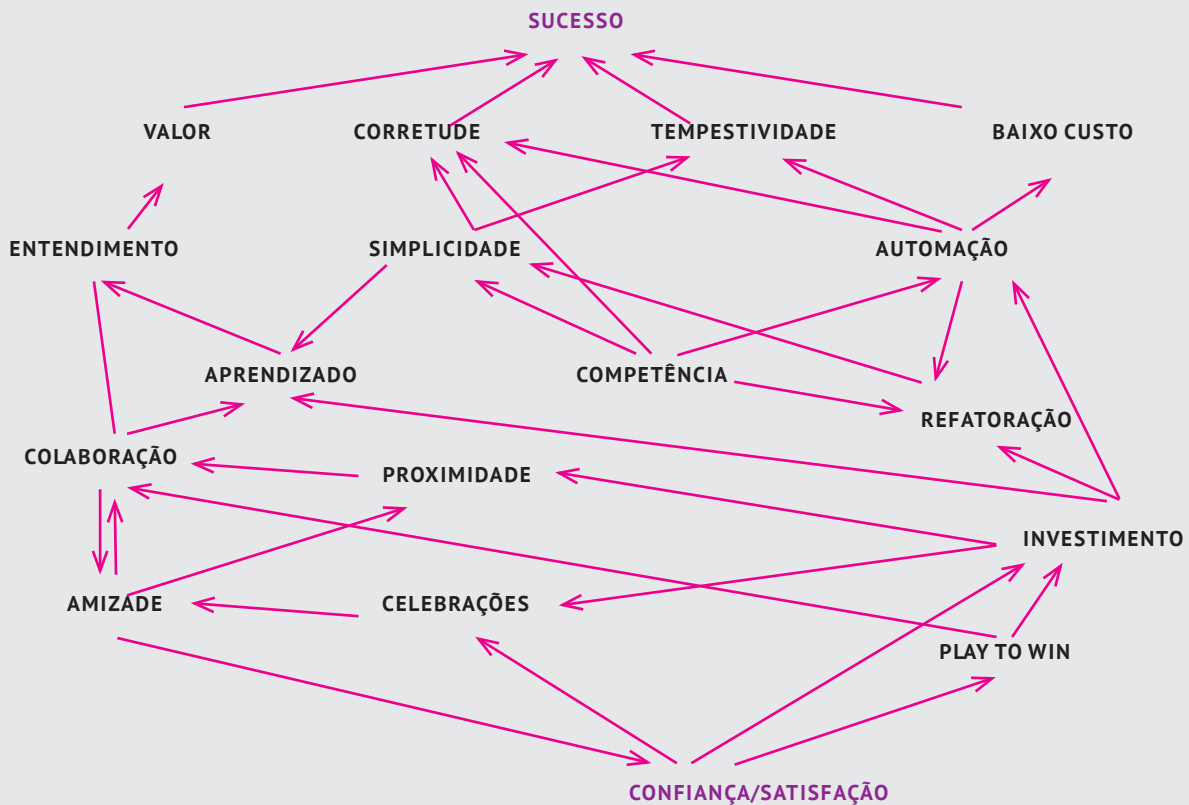 SUCESSO
VALOR
CORRETUDE
TEMPESTIVIDADE
BAIXO CUSTO
ENTENDIMENTO
SIMPLICIDADE
AUTOMAÇÃO
APRENDIZADO
COMPETÊNCIA
REFATORAÇÃO
COLABORAÇÃO
PROXIMIDADE
INVESTIMENTO
AMIZADE
CELEBRAÇÕES
PLAY TO WIN
CONFIANÇA/SATISFAÇÃO